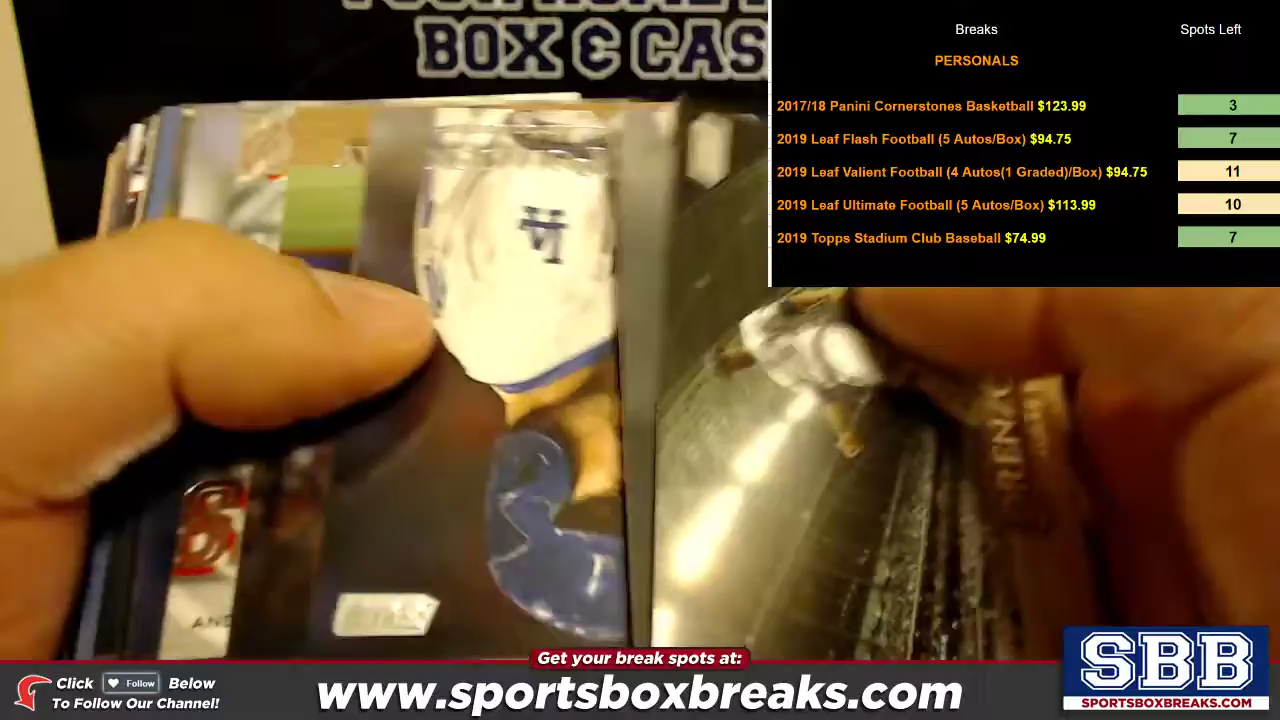 BOX & CAS
Breaks Spots Left
PERSONALS
2017/18 Panini Cornerstones Basketball $123.99 3
2019 Leaf Flash Football (5 Autos/Box) $94.75 7
2019 Leaf Valient Football (4 Autos(1 Graded)/Box) $94.75 11
2019 Leaf Ultimate Football (5 Autos/Box) $113.99 10
2019 Topps Stadium Club Baseball $74.99 7
LA
AND
Get your break spots at:
Click Follow Below
To Follow Our Channel!
www.sportsboxbreaks.com
SBB
SPORTSBOXBREAKS.COM